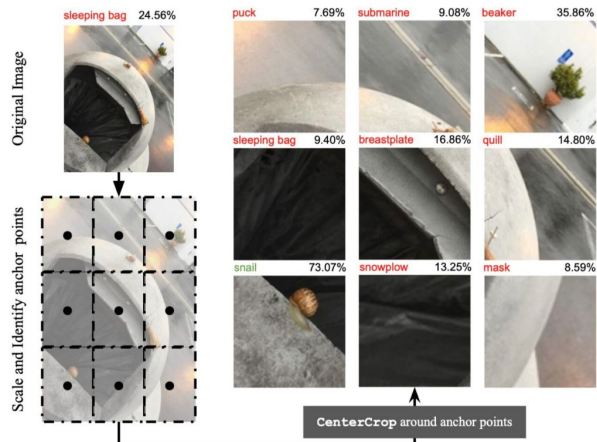 sleeping bag 24.56%
Original Image
Scale and Identify anchor points
puck 7.69% submarine 9.08% beaker 35.86%
sleeping bag 9.40% breastplate 16.86% quill 14.80%
snail 73.07% snowplow 13.25% mask 8.59%
CenterCrop around anchor points